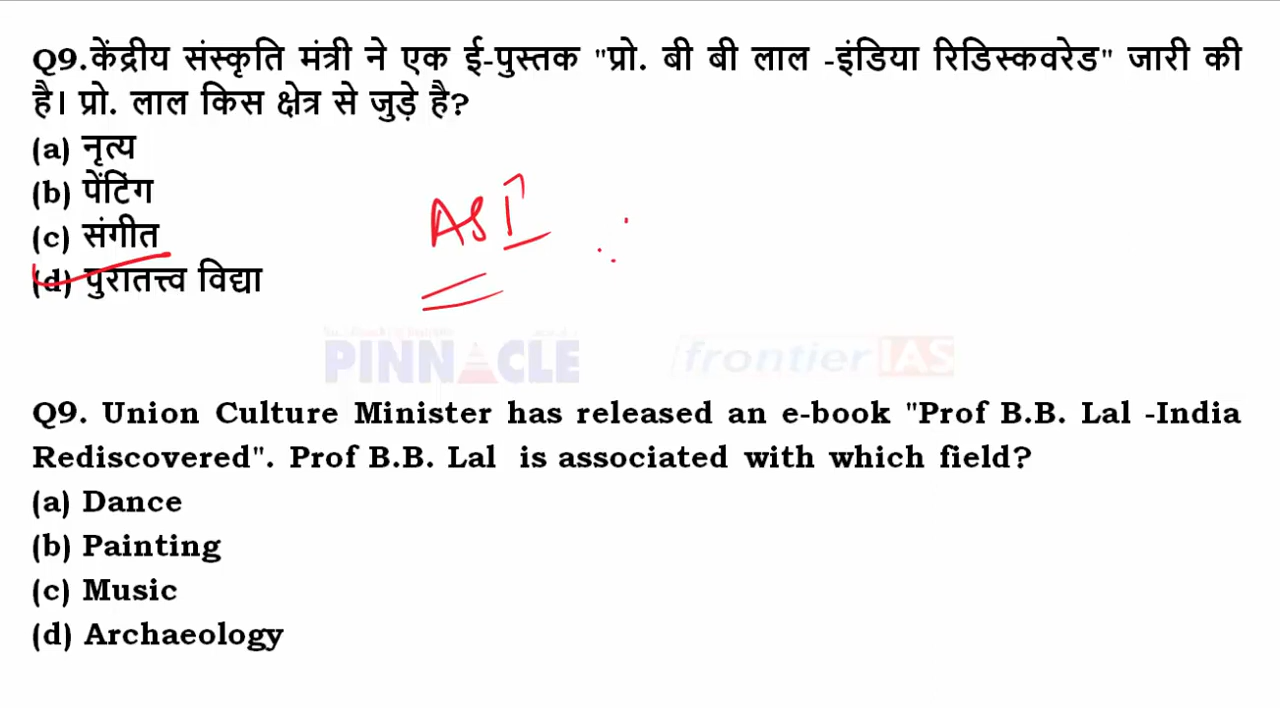 Q9.केंद्रीय संस्कृति मंत्री ने एक ई-पुस्तक "प्रो. बी बी लाल -इंडिया रिडिस्कवरेड" जारी की
है। प्रो. लाल किस क्षेत्र से जुड़े है?
(a) नृत्य
(b) पेंटिंग
(c) संगीत
(d) पुरातत्त्व विद्या
ASI
PINNACLE
frontier IAS
Q9. Union Culture Minister has released an e-book "Prof B.B. Lal -India
Rediscovered". Prof B.B. Lal is associated with which field?
(a) Dance
(b) Painting
(c) Music
(d) Archaeology